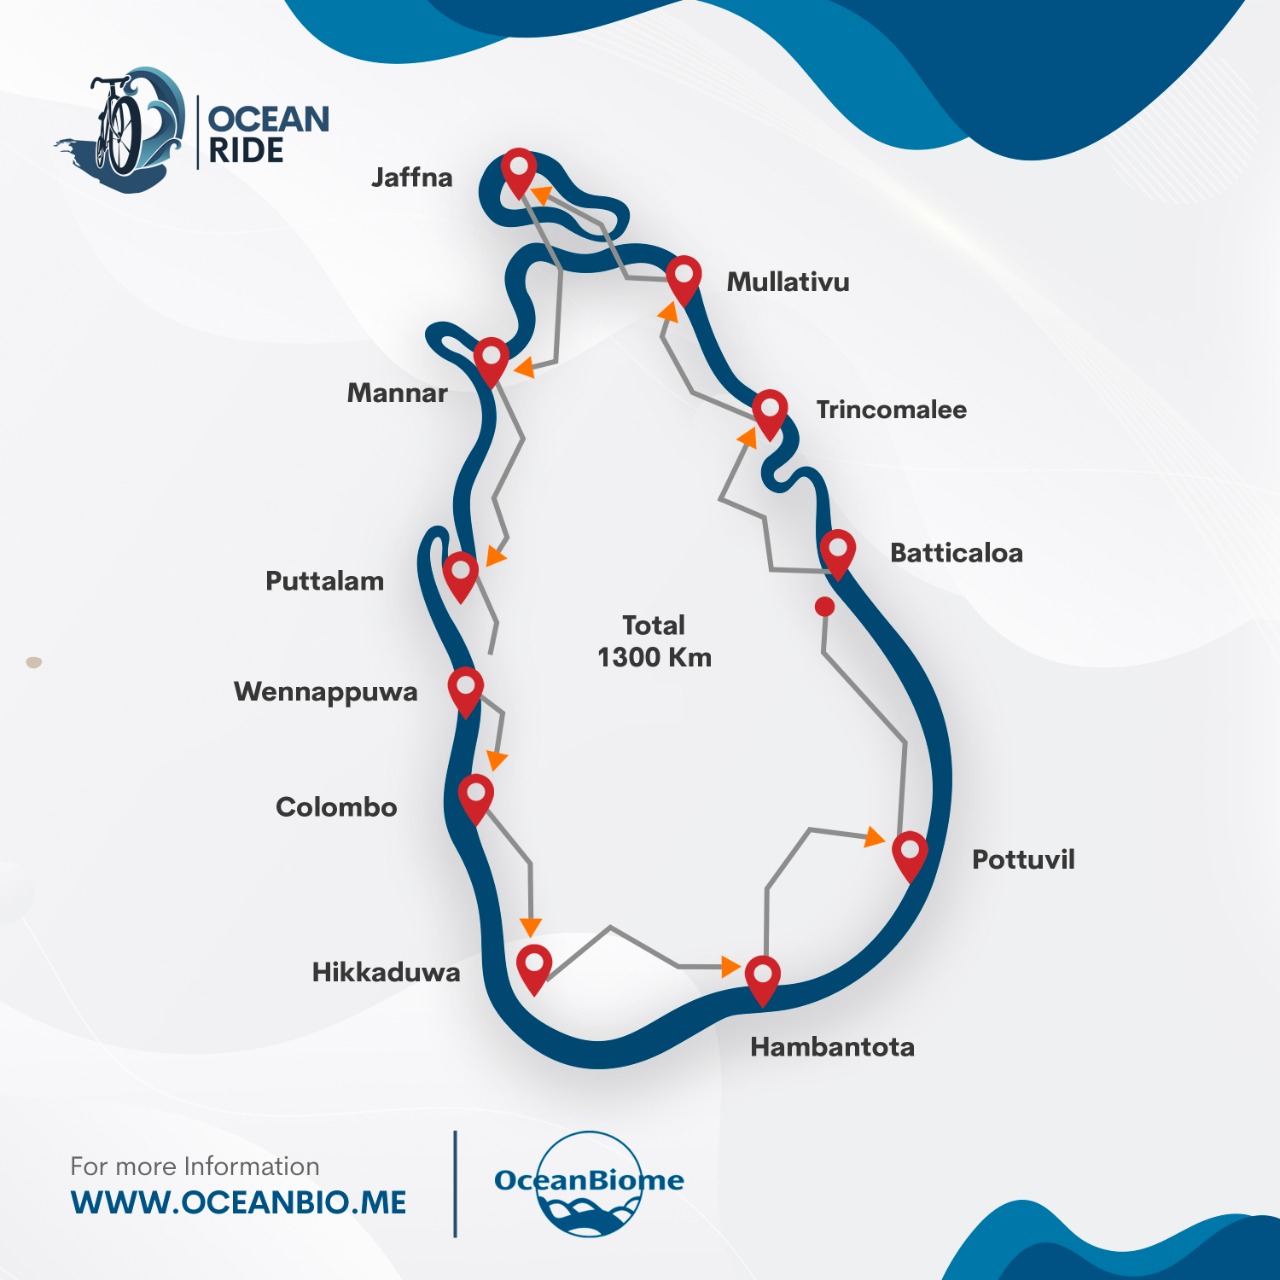 OCEAN
RIDE
Jaffna
Mullativu
Mannar
Trincomalee
Batticaloa
Puttalam
Total
1300 Km
Wennappuwa
Colombo
Pottuvil
Hikkaduwa
Hambantota
For more Information
WWW.OCEANBIO.ME
OceanBiome